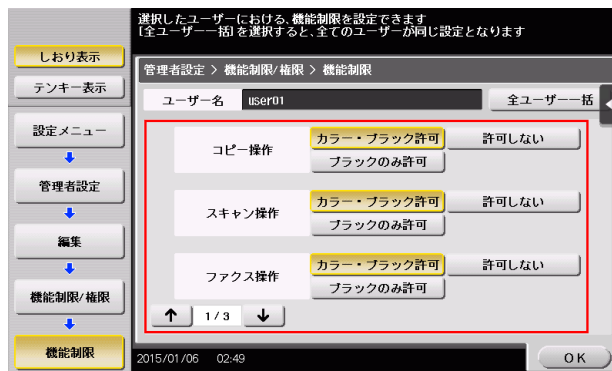 選択したユーザーにおける、機能制限を設定できます
[全ユーザー一括]を選択すると、全てのユーザーが同じ設定となります
しおり表示
テンキー表示
設定メニュー
管理者設定
編集
機能制限/権限
機能制限
管理者設定 > 機能制限/権限 > 機能制限
ユーザー名 user01 全ユーザー一括
コピー操作 カラー・ブラック許可 許可しない
ブラックのみ許可
スキャン操作 カラー・ブラック許可 許可しない
ブラックのみ許可
ファクス操作 カラー・ブラック許可 許可しない
ブラックのみ許可
↑ 1/3 ↓
2015/01/06 02:49 OK